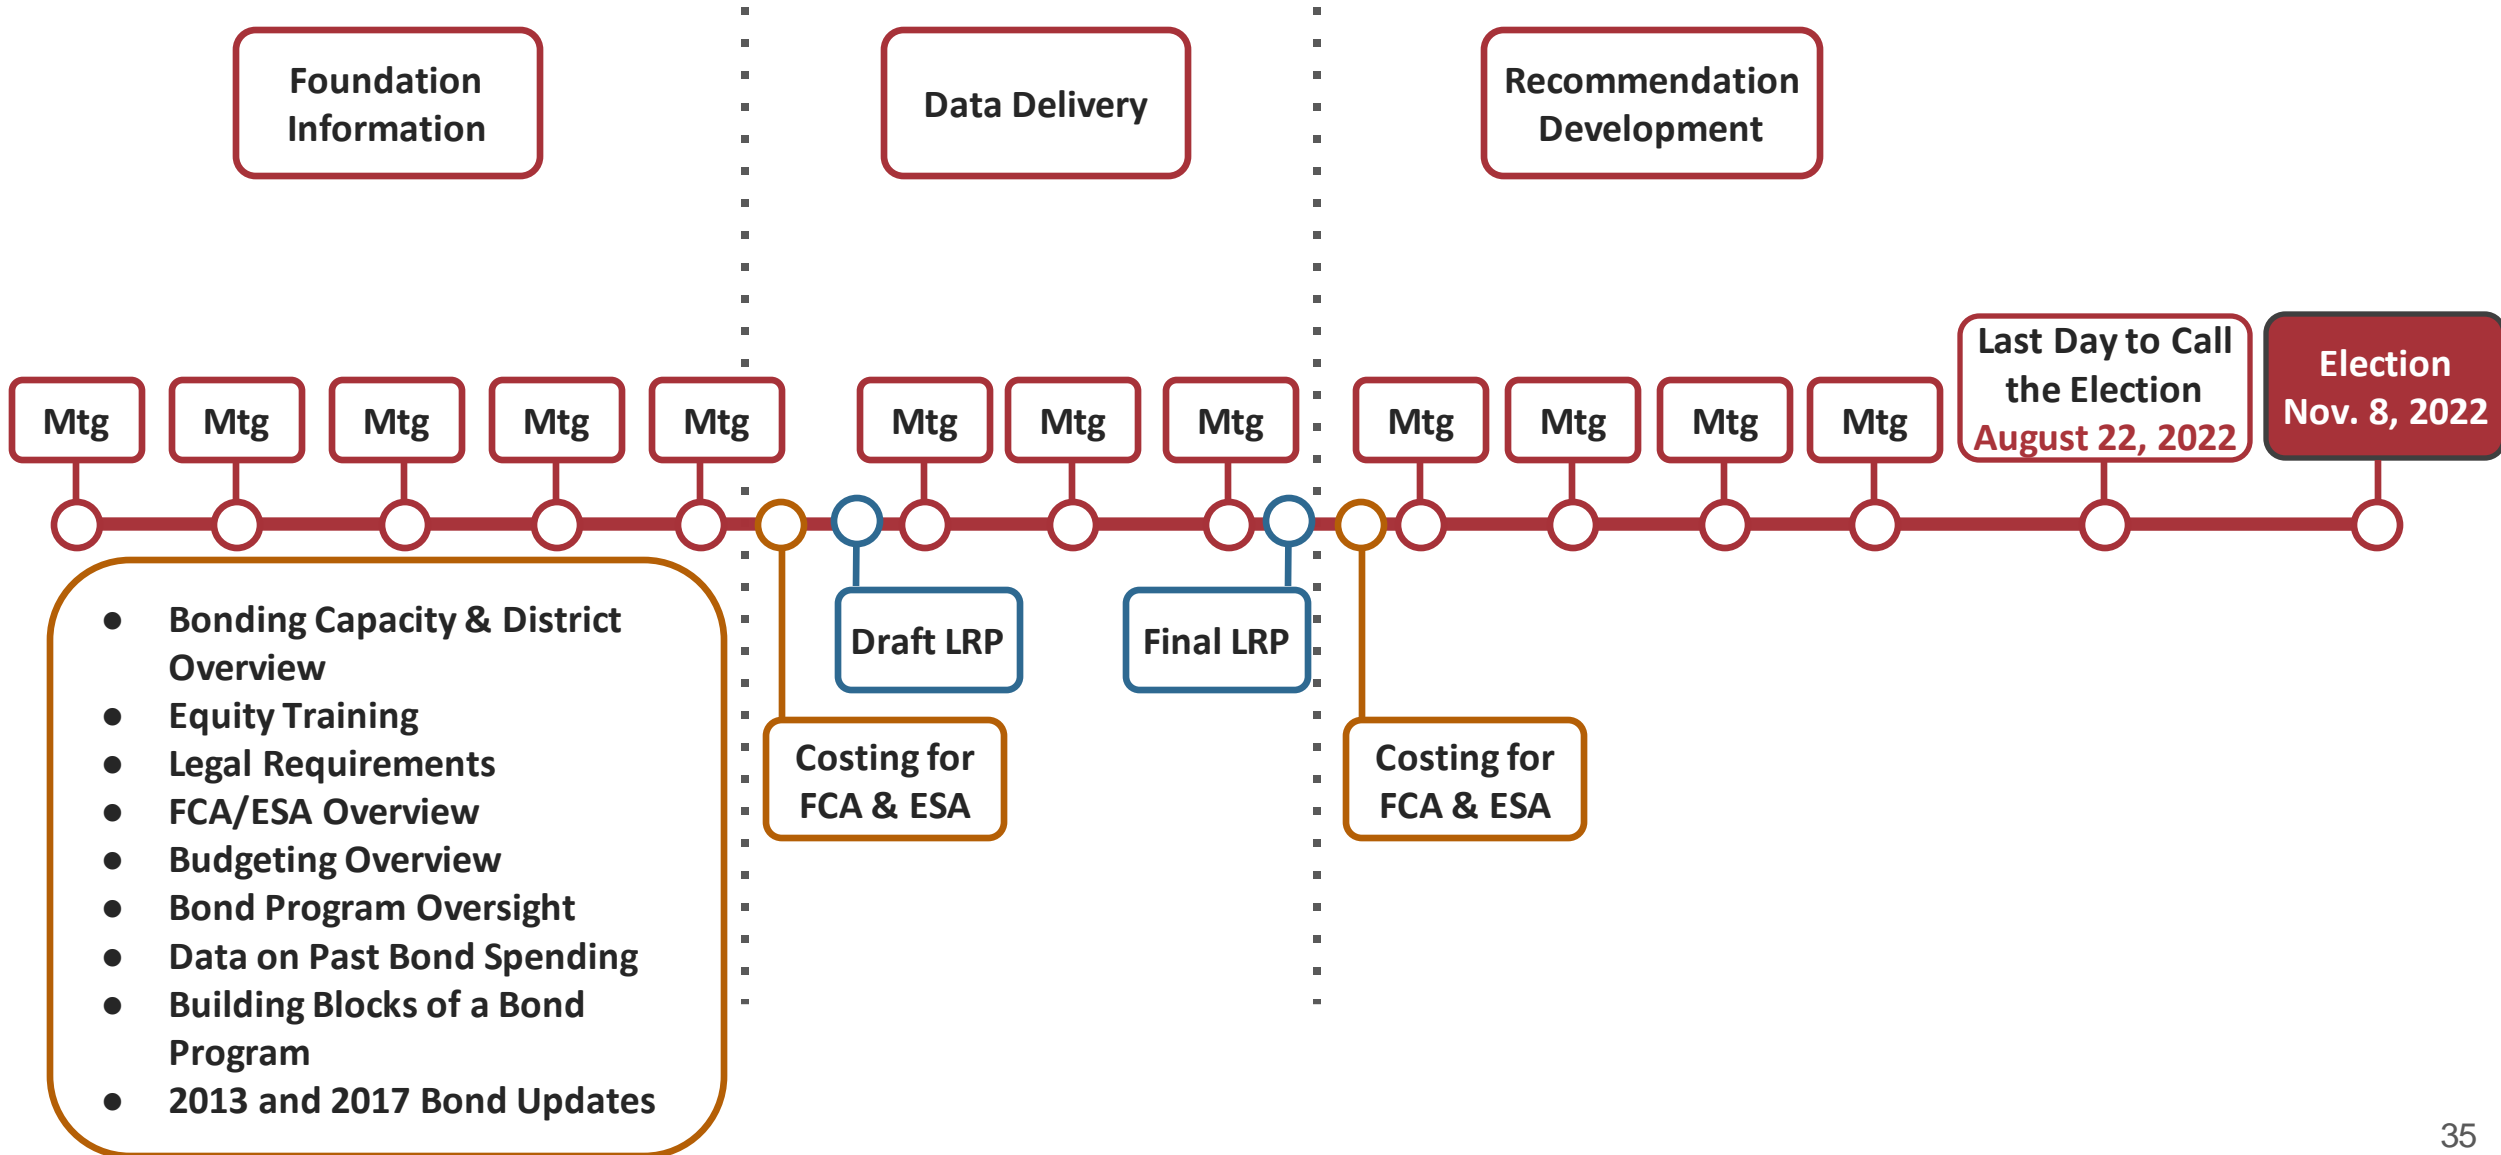 Foundation
Information
Data Delivery
Recommendation
Development
Mtg
Mtg
Mtg
Mtg
Mtg
Mtg
Mtg
Mtg
Mtg
Mtg
Mtg
Mtg
Last Day to Call
the Election
August 22, 2022
Election
Nov. 8, 2022
● Bonding Capacity & District
Overview
● Equity Training
● Legal Requirements
● FCA/ESA Overview
● Budgeting Overview
● Bond Program Oversight
● Data on Past Bond Spending
● Building Blocks of a Bond
Program
● 2013 and 2017 Bond Updates
Draft LRP
Final LRP
Costing for
FCA & ESA
Costing for
FCA & ESA
35